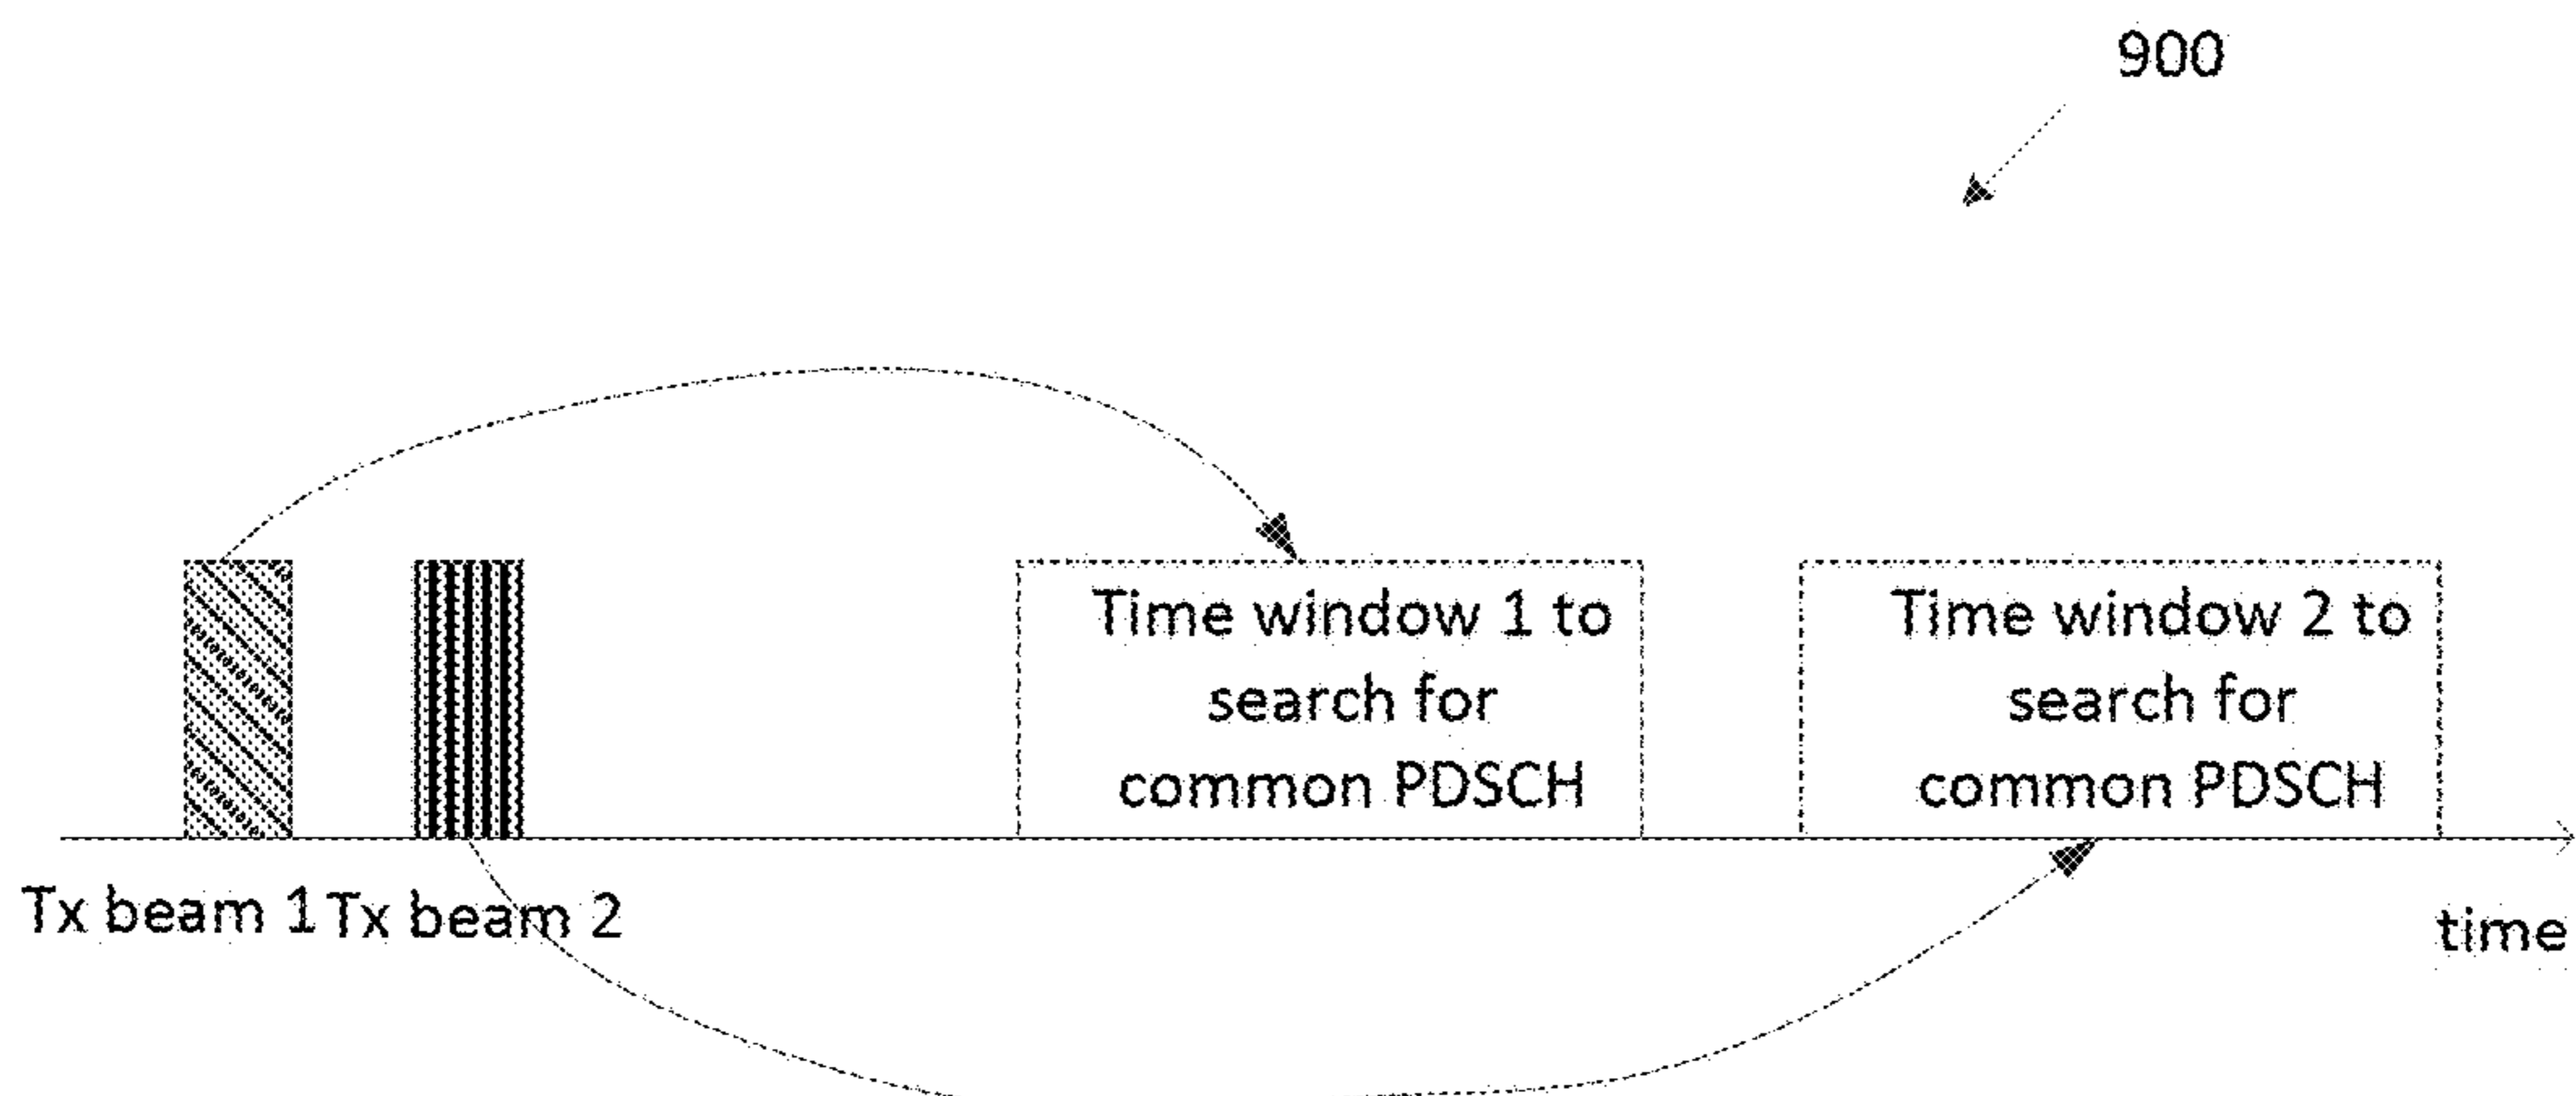 900
Time window 1 to
search for
common PDSCH
Time window 2 to
search for
common PDSCH
Tx beam 1
Tx beam 2
time